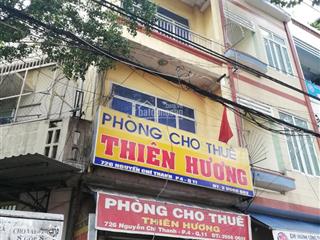 PHÒNG CHO THUÊ
THIÊN HƯƠNG
726 NGUYỄN CHÍ THANH P.4 - Q 11
PHÒNG CHO THUÊ
THIÊN HƯƠNG
726 Nguyễn Chí Thanh - P.4 - Q.11